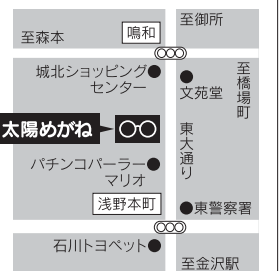 至御所
至森本
鳴和
城北ショッピング
センター
文苑堂
至橋場町
太陽めがね
東大通り
パチンコパーラー
マリオ
浅野本町
東警察署
石川トヨペット
至金沢駅